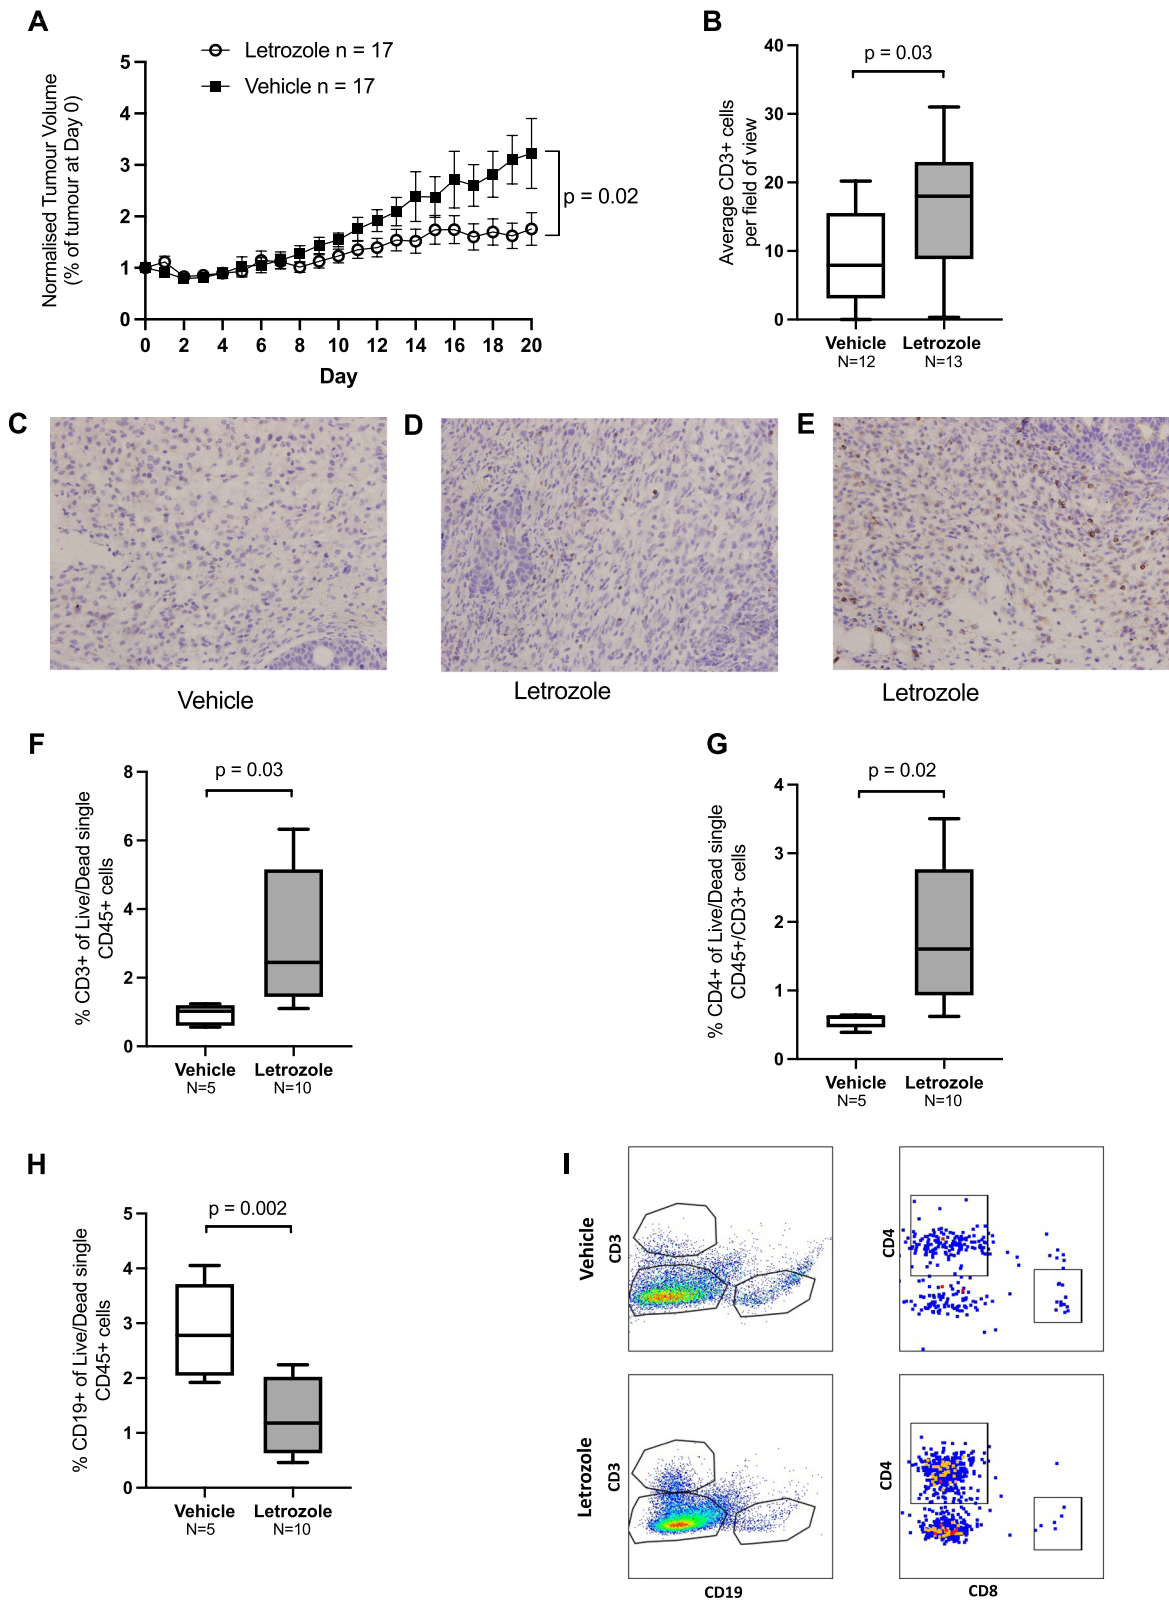 A
Letrozole n = 17
Vehicle n = 17
Normalised Tumour Volume
(% of tumour at Day 0)
5
4
3
2
1
0
p = 0.02
0 2 4 6 8 10 12 14 16 18 20
Day
B
Average CD3+ cells
per field of view
40
30
20
10
0
p = 0.03
Vehicle Letrozole
N=12 N=13
C
Vehicle
D
Letrozole
E
Letrozole
F
% CD3+ of Live/Dead single
CD45+ cells
8
6
4
2
0
p = 0.03
Vehicle Letrozole
N=5 N=10
G
% CD4+ of Live/Dead single
CD45+/CD3+ cells
4
3
2
1
0
p = 0.02
Vehicle Letrozole
N=5 N=10
H
% CD19+ of Live/Dead single
CD45+ cells
5
4
3
2
1
0
p = 0.002
Vehicle Letrozole
N=5 N=10
I
Vehicle
CD3
CD4
Letrozole
CD3
CD4
CD19
CD8